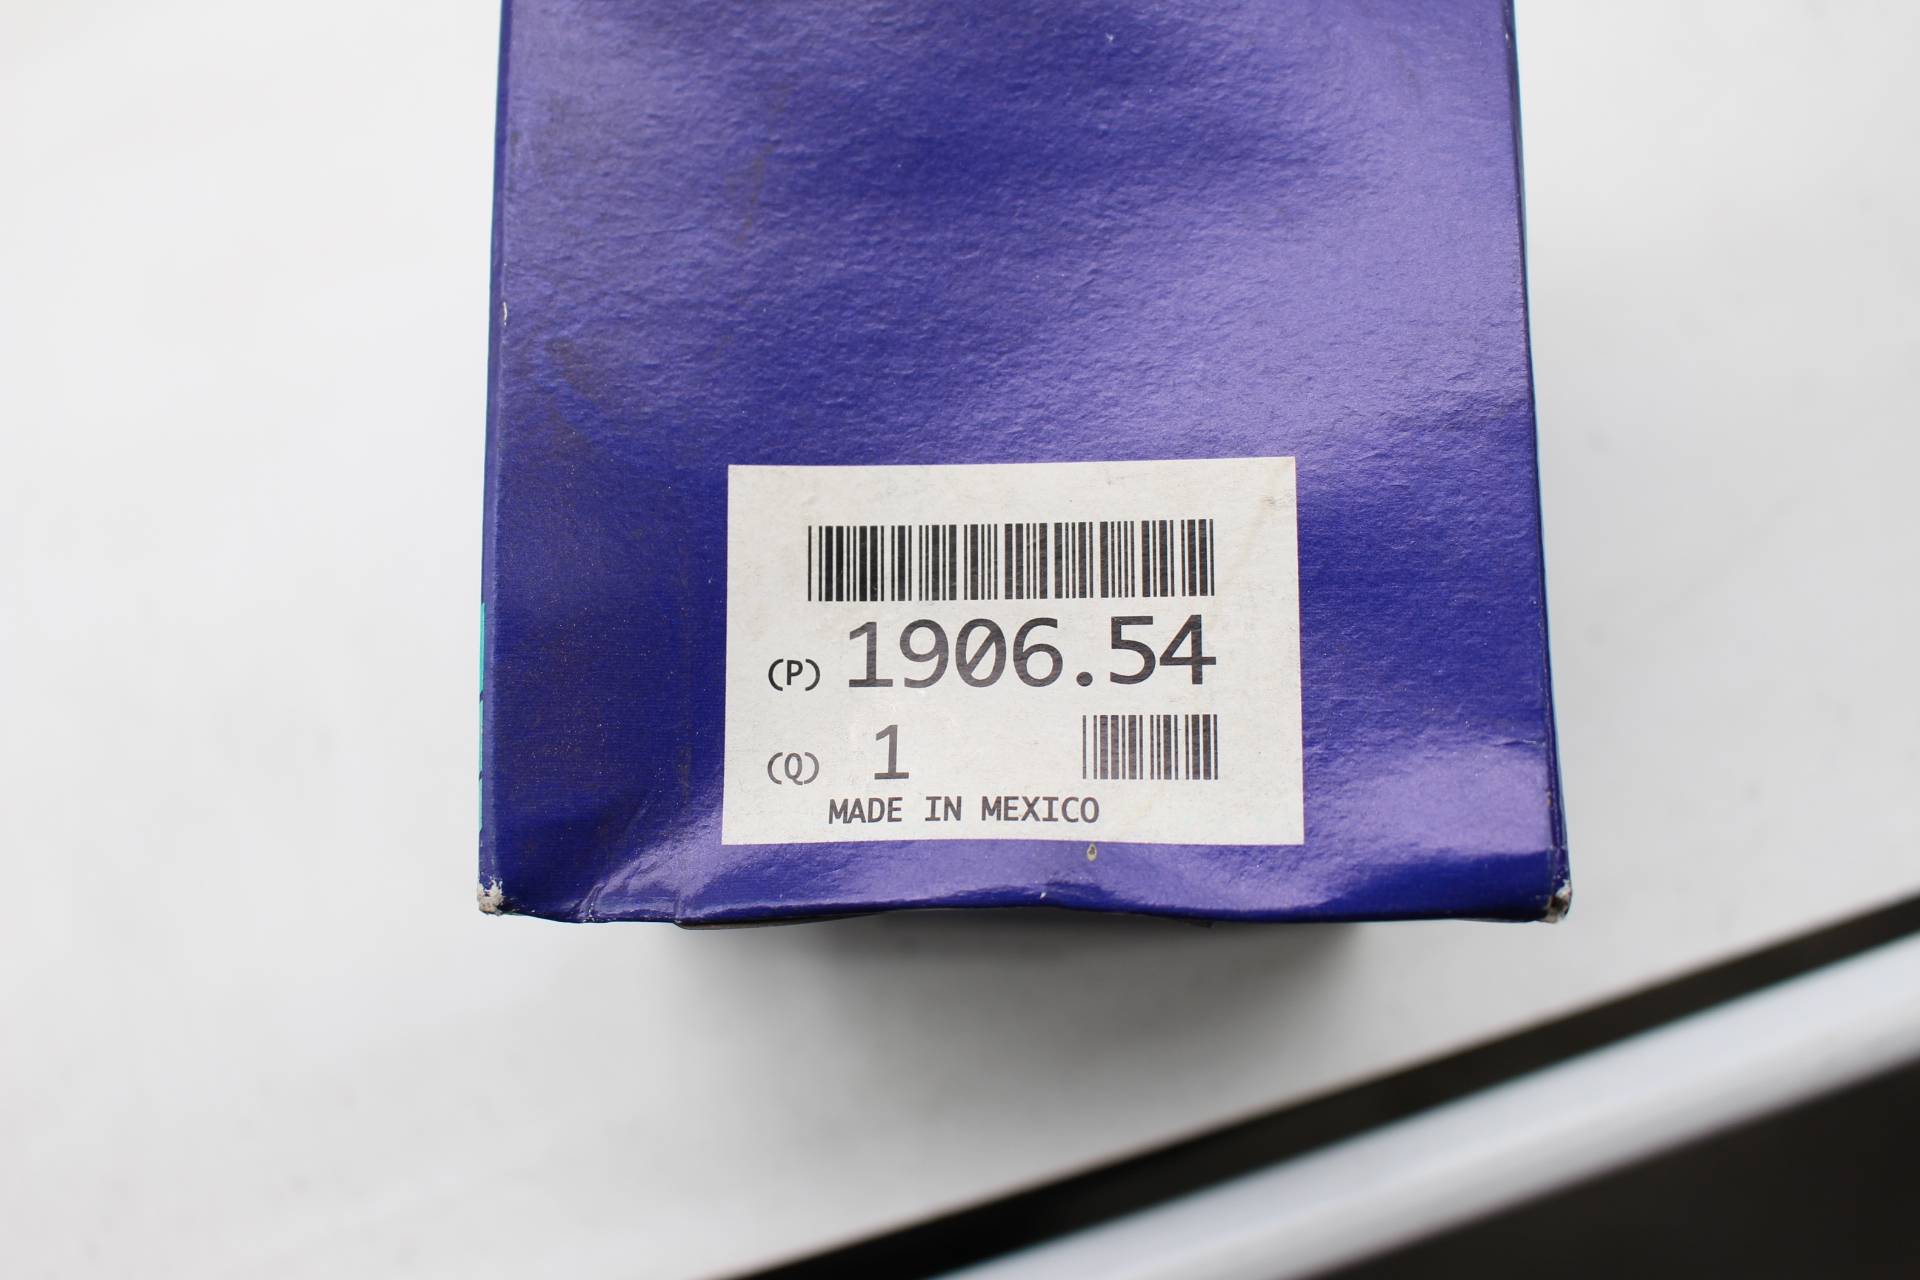 (P) 1906.54
(Q) 1
MADE IN MEXICO